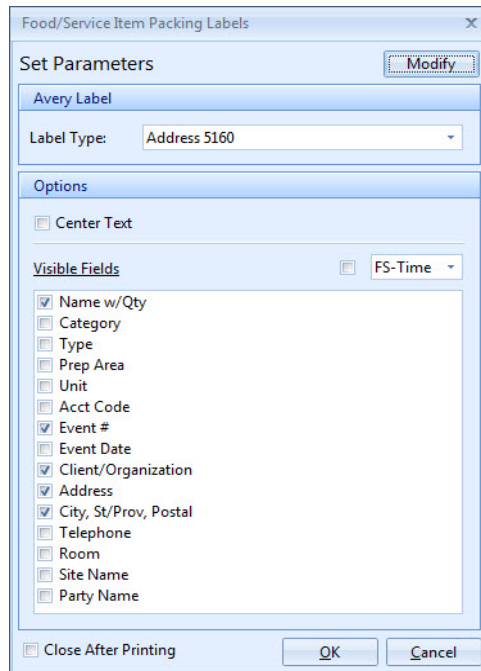 Food/Service Item Packing Labels x
Set Parameters Modify
Avery Label
Label Type: Address 5160
Options
Center Text
Visible Fields FS-Time
Name w/Qty
Category
Type
Prep Area
Unit
Acct Code
Event #
Event Date
Client/Organization
Address
City, St/Prov, Postal
Telephone
Room
Site Name
Party Name
Close After Printing OK Cancel